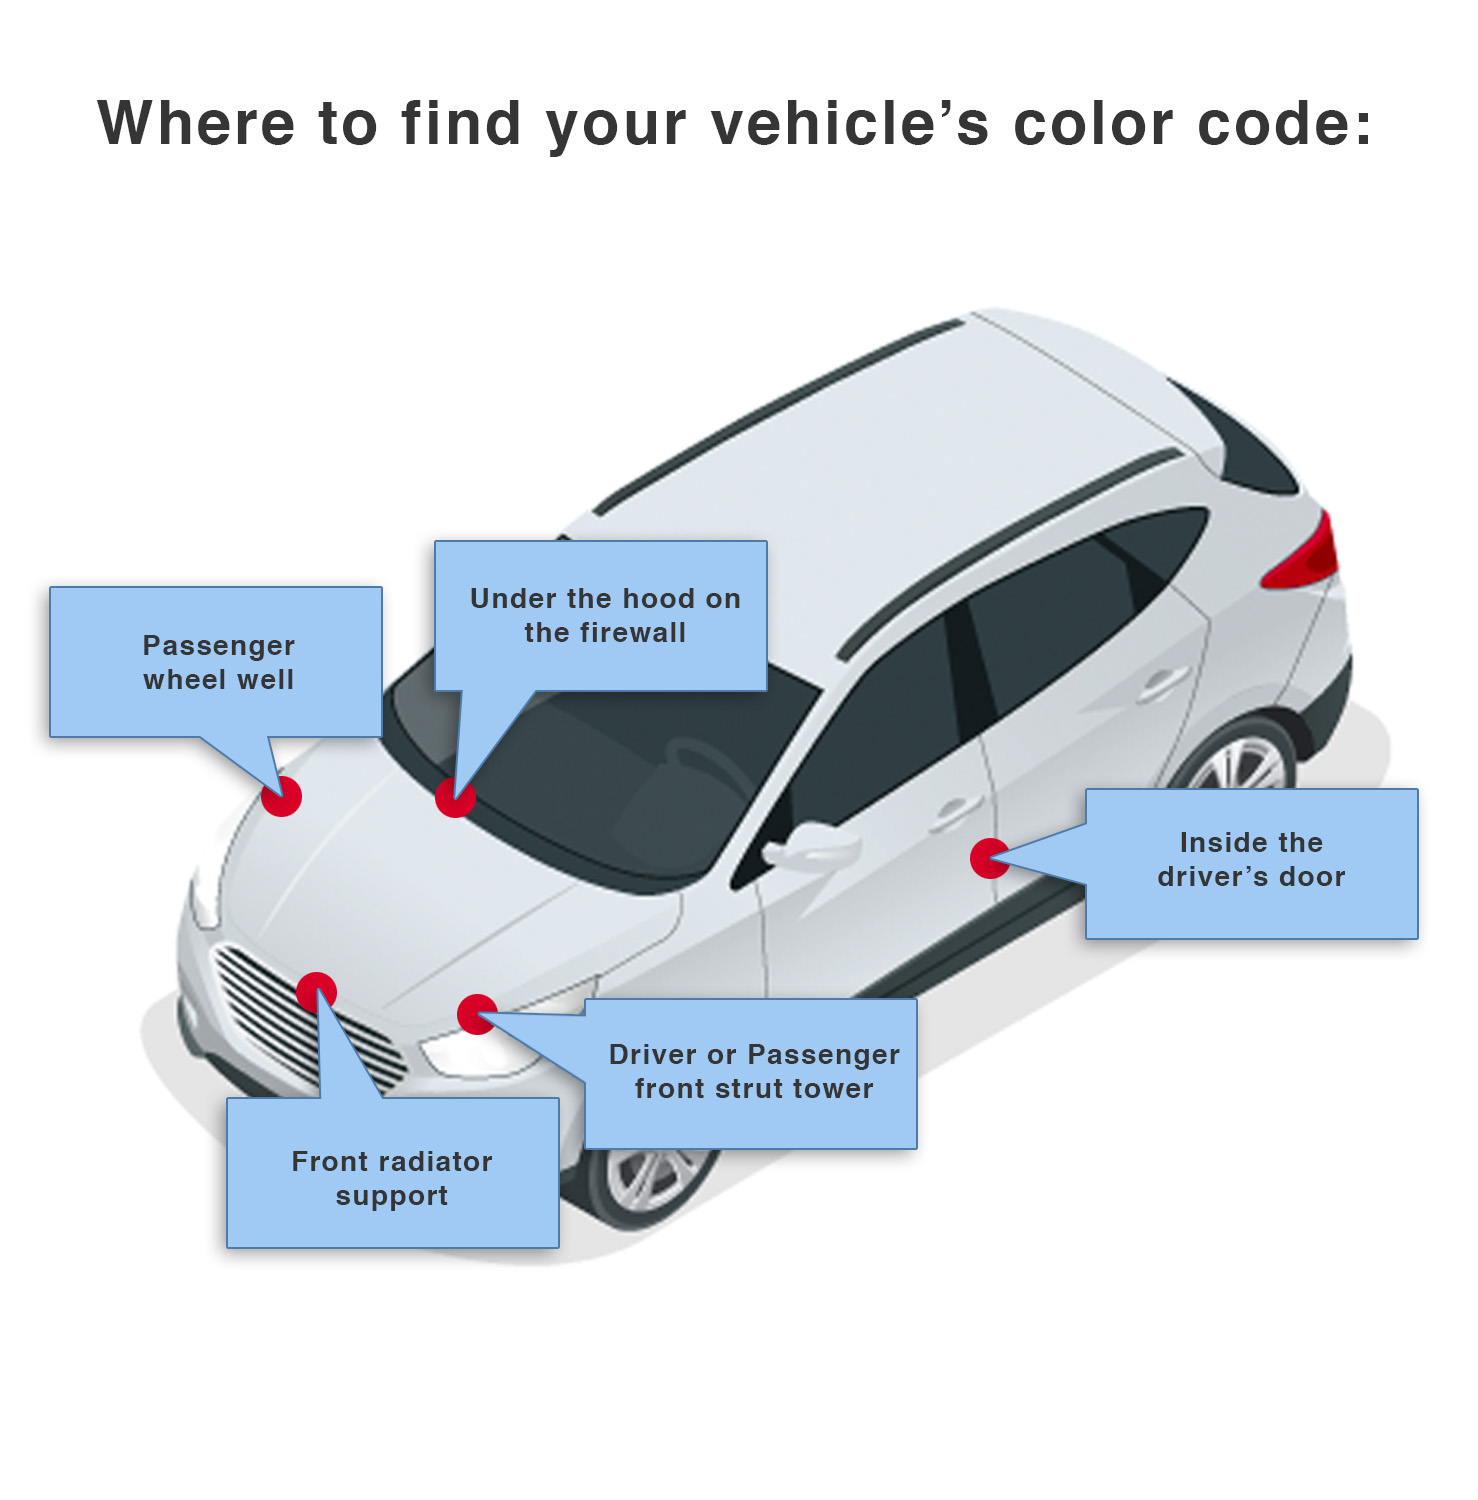 Where to find your vehicle’s color code:
Under the hood on
the firewall
Passenger
wheel well
Inside the
driver’s door
Driver or Passenger
front strut tower
Front radiator
support